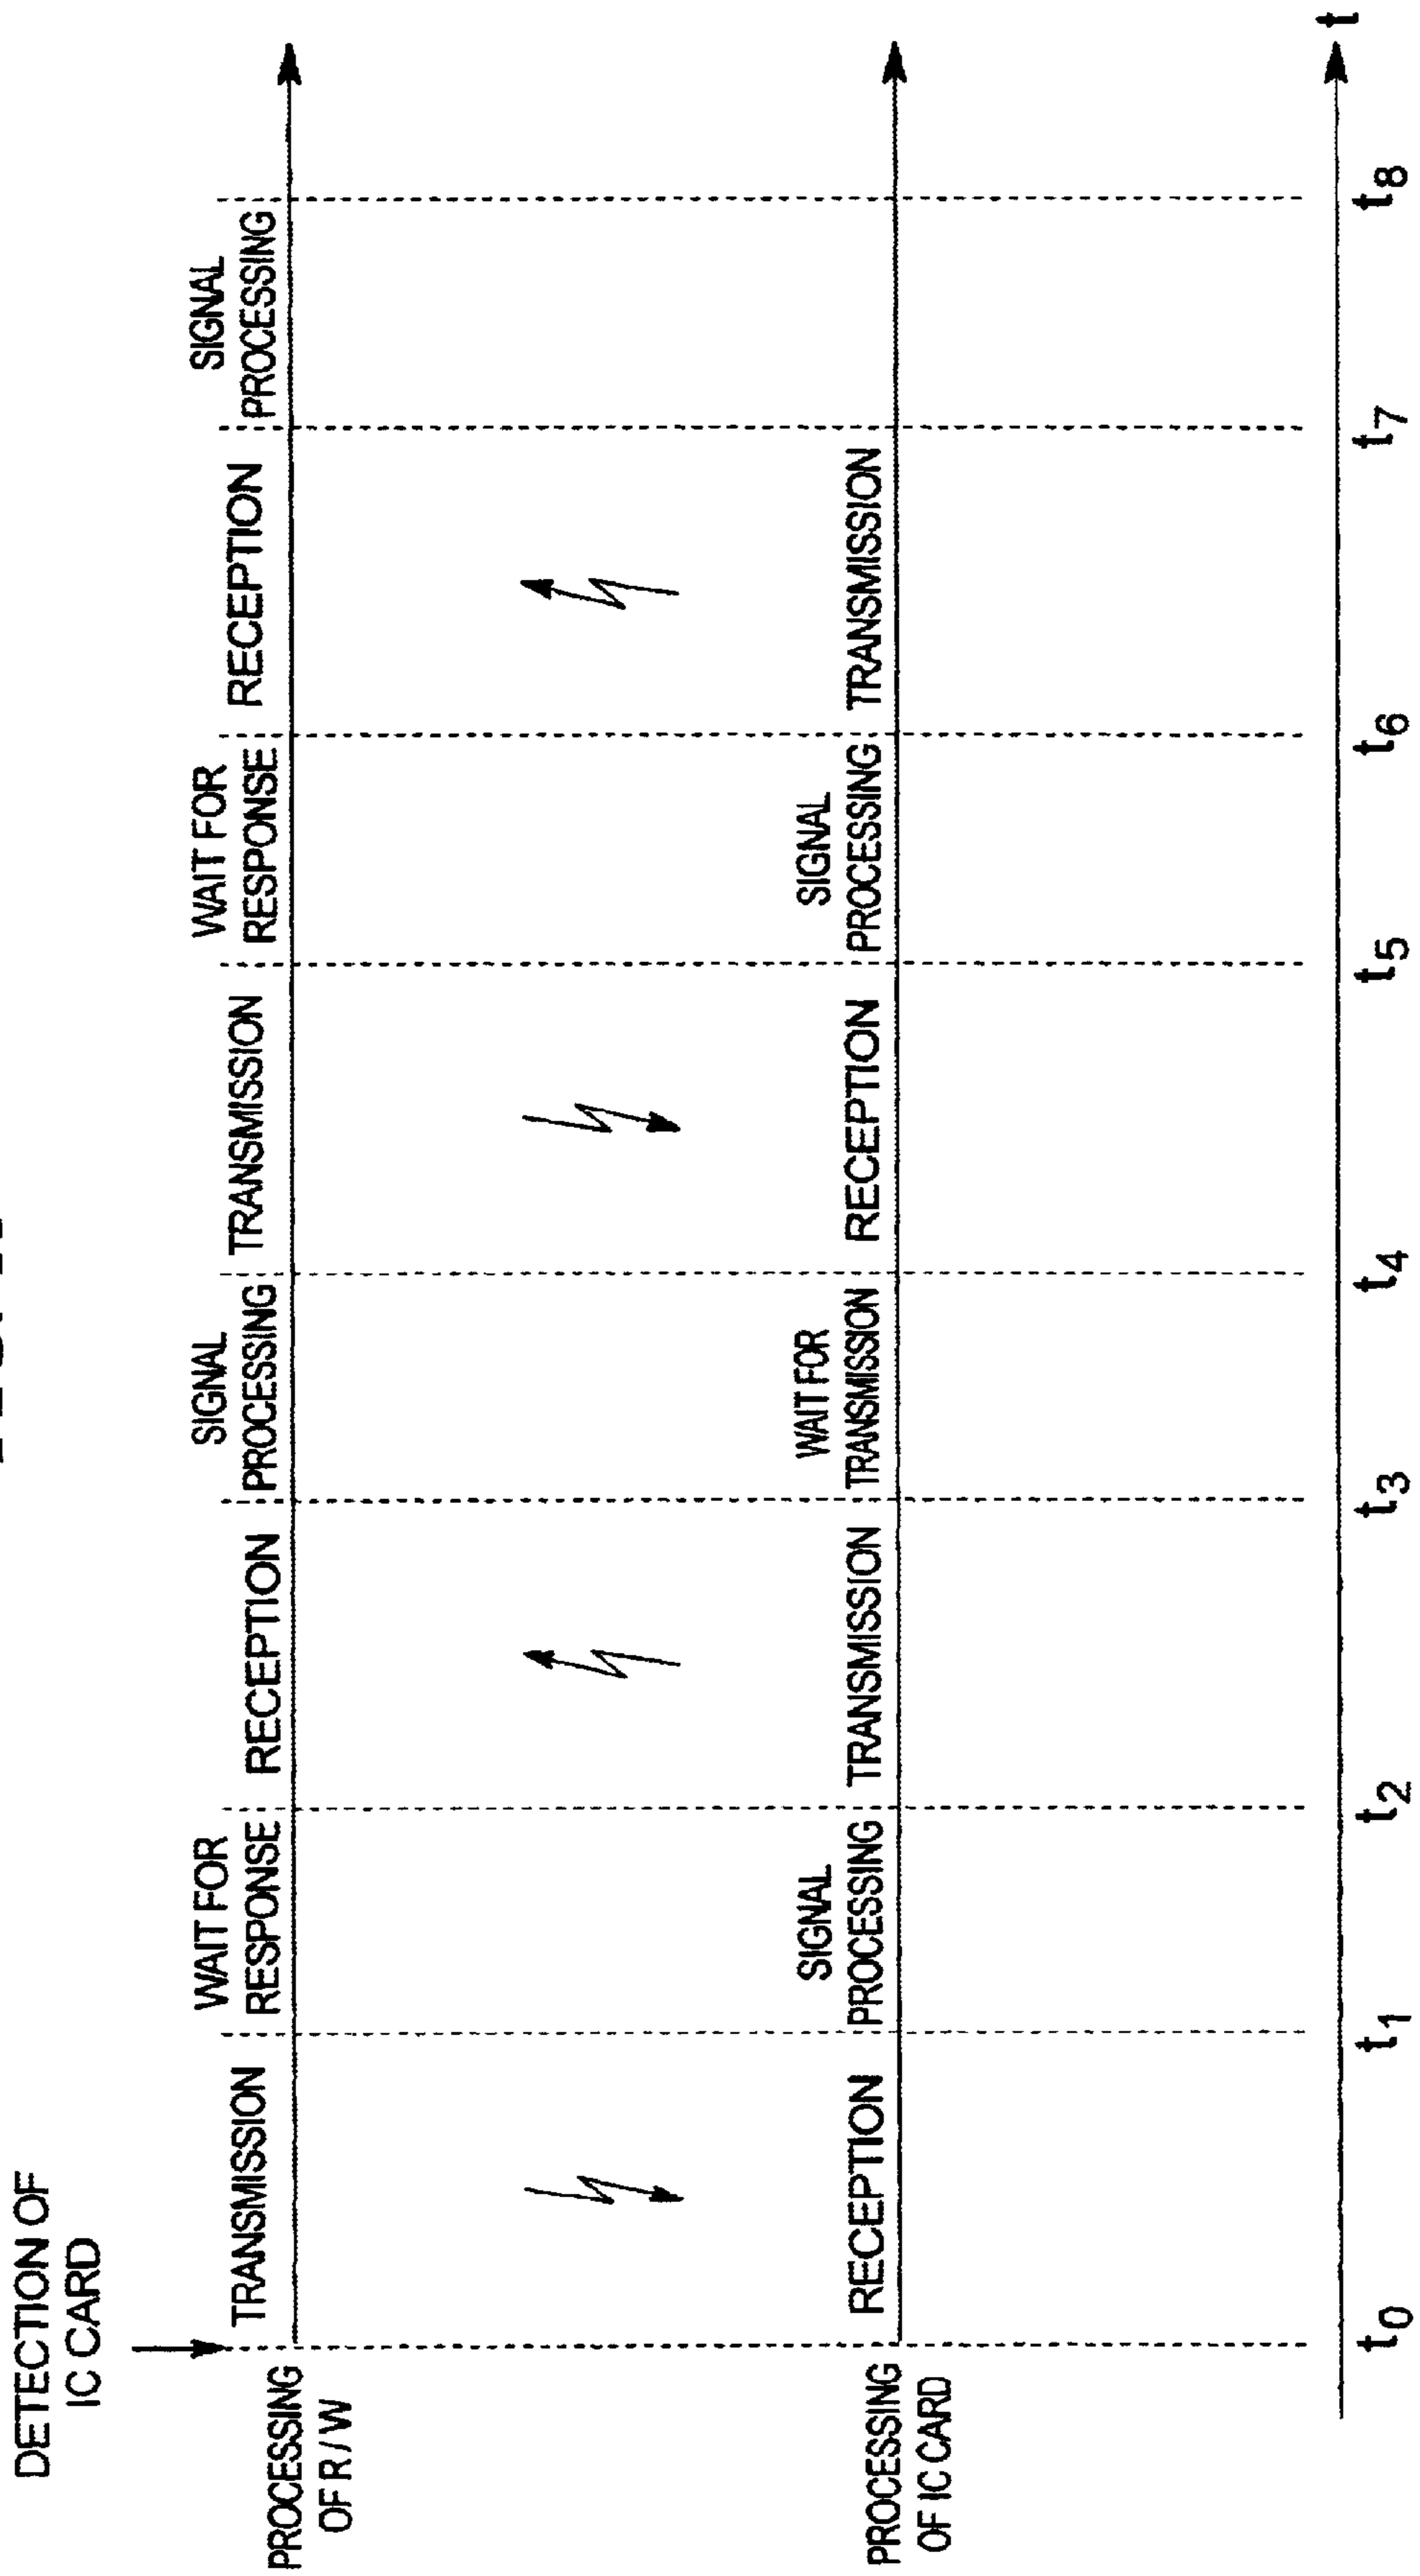 DETECTION OF
IC CARD
PROCESSING
OF R/W
TRANSMISSION
WAIT FOR
RESPONSE
RECEPTION
SIGNAL
PROCESSING
TRANSMISSION
WAIT FOR
RESPONSE
RECEPTION
SIGNAL
PROCESSING
PROCESSING
OF IC CARD
RECEPTION
SIGNAL
PROCESSING
TRANSMISSION
WAIT FOR
TRANSMISSION
RECEPTION
SIGNAL
PROCESSING
TRANSMISSION
t0 t1 t2 t3 t4 t5 t6 t7 t8 t